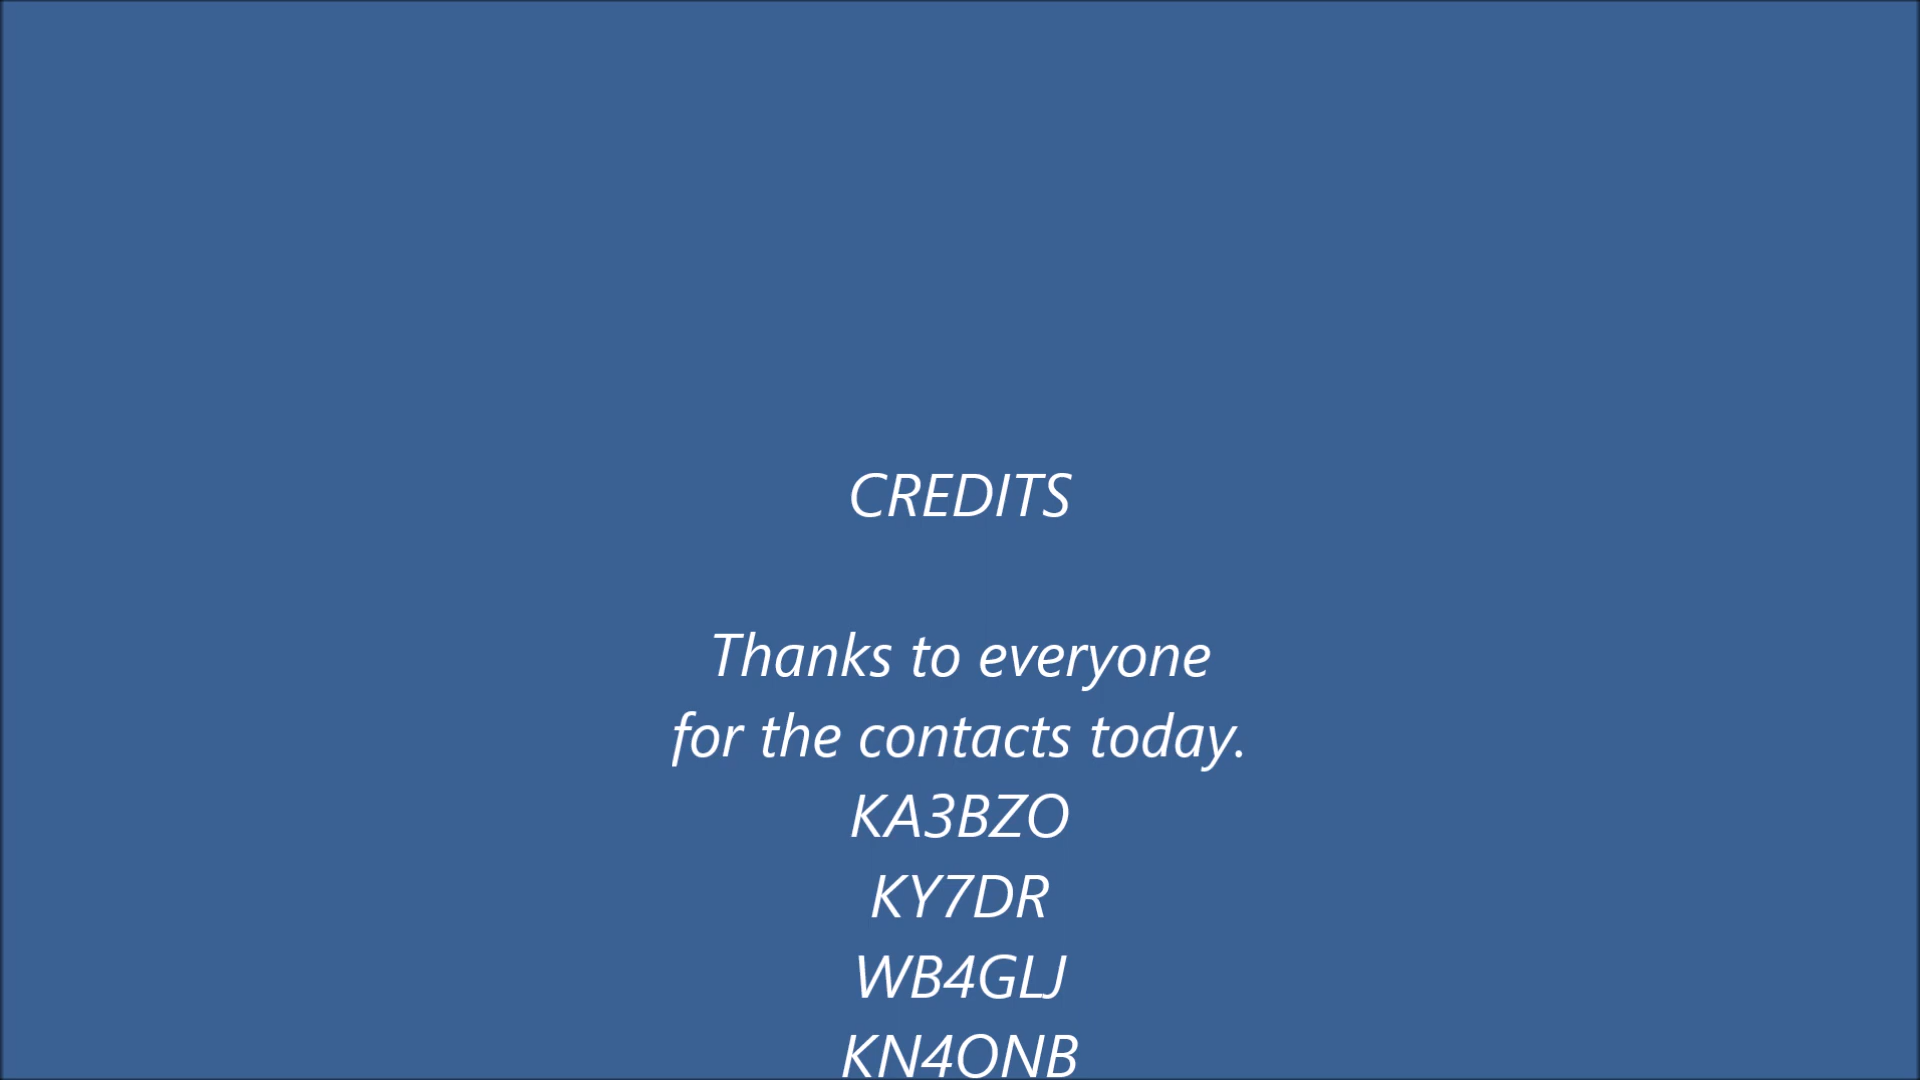 CREDITS
Thanks to everyone
for the contacts today.
KA3BZO
KY7DR
WB4GLJ
KN4ONB